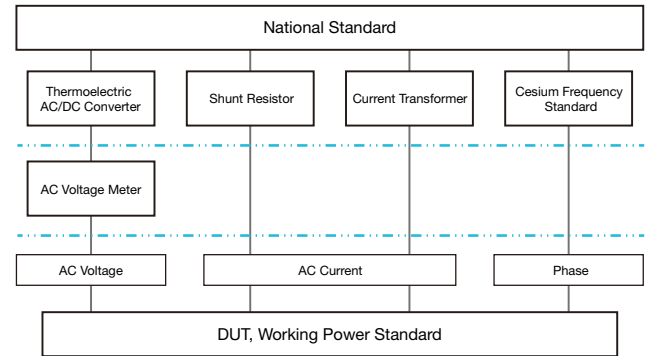 National Standard
Thermoelectric
AC/DC Converter
Shunt Resistor
Current Transformer
Cesium Frequency
Standard
AC Voltage Meter
AC Voltage
AC Current
Phase
DUT, Working Power Standard